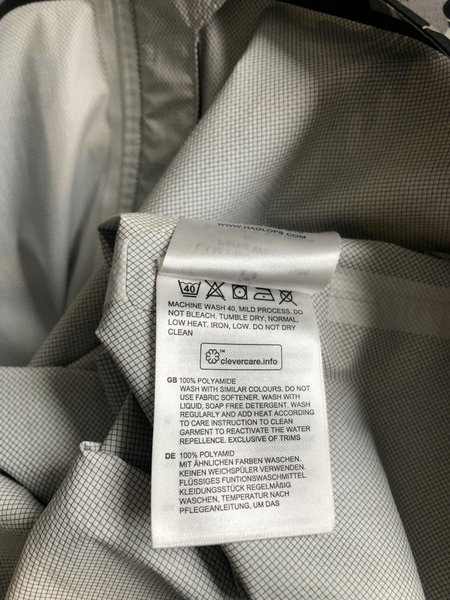 WWW.HAGLOFS.COM
40
MACHINE WASH 40, MILD PROCESS. DO
NOT BLEACH. TUMBLE DRY, NORMAL,
LOW HEAT. IRON, LOW. DO NOT DRY
CLEAN
™
clevercare.info
GB 100% POLYAMIDE
WASH WITH SIMILAR COLOURS. DO NOT
USE FABRIC SOFTENER. WASH WITH
LIQUID, SOAP FREE DETERGENT. WASH
REGULARLY AND ADD HEAT ACCORDING
TO CARE INSTRUCTION TO CLEAN
GARMENT TO REACTIVATE THE WATER
REPELLENCE. EXCLUSIVE OF TRIMS
DE 100% POLYAMID
MIT ÄHNLICHEN FARBEN WASCHEN.
KEINEN WEICHSPÜLER VERWENDEN.
FLÜSSIGES FUNTIONSWASCHMITTEL.
KLEIDUNGSSTÜCK REGELMÄßIG
WASCHEN, TEMPERATUR NACH
PFLEGEANLEITUNG, UM DAS